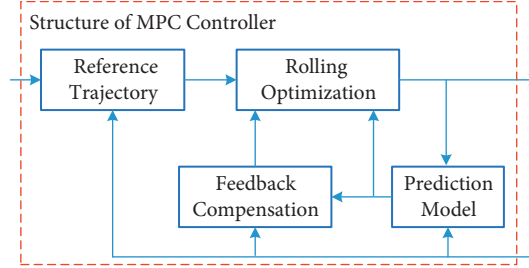 Structure of MPC Controller
Reference
Trajectory
Rolling
Optimization
Feedback
Compensation
Prediction
Model